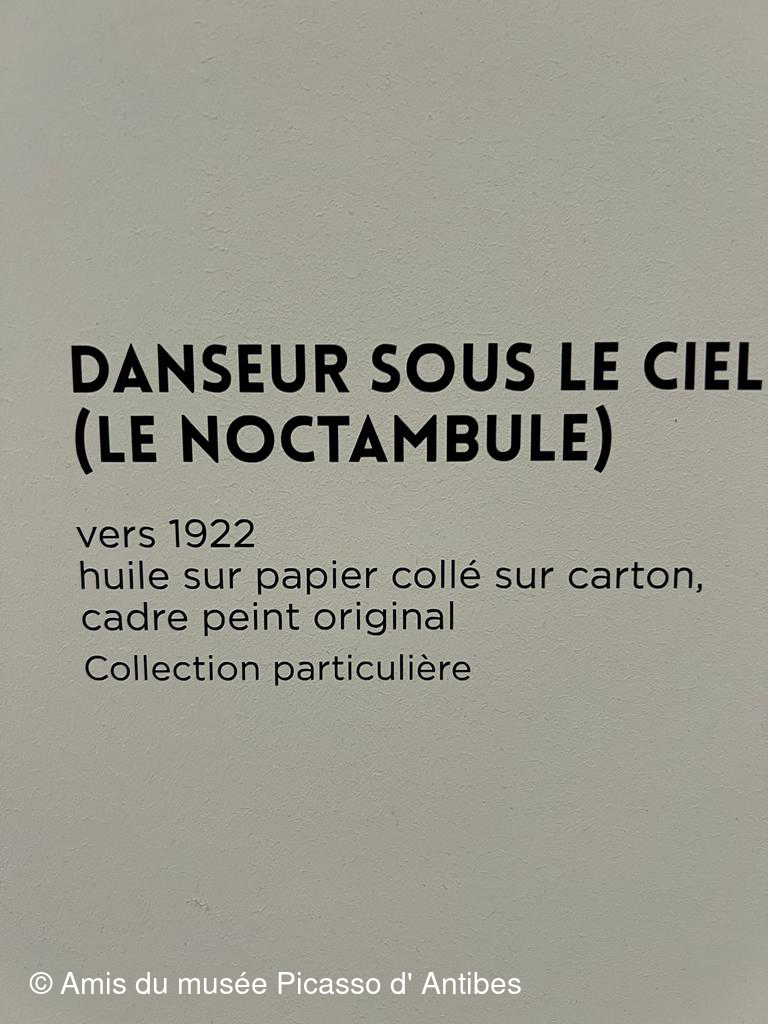 DANSEUR SOUS LE CIEL
(LE NOCTAMBULE)
vers 1922
huile sur papier collé sur carton,
cadre peint original
Collection particulière
© Amis du musée Picasso d' Antibes